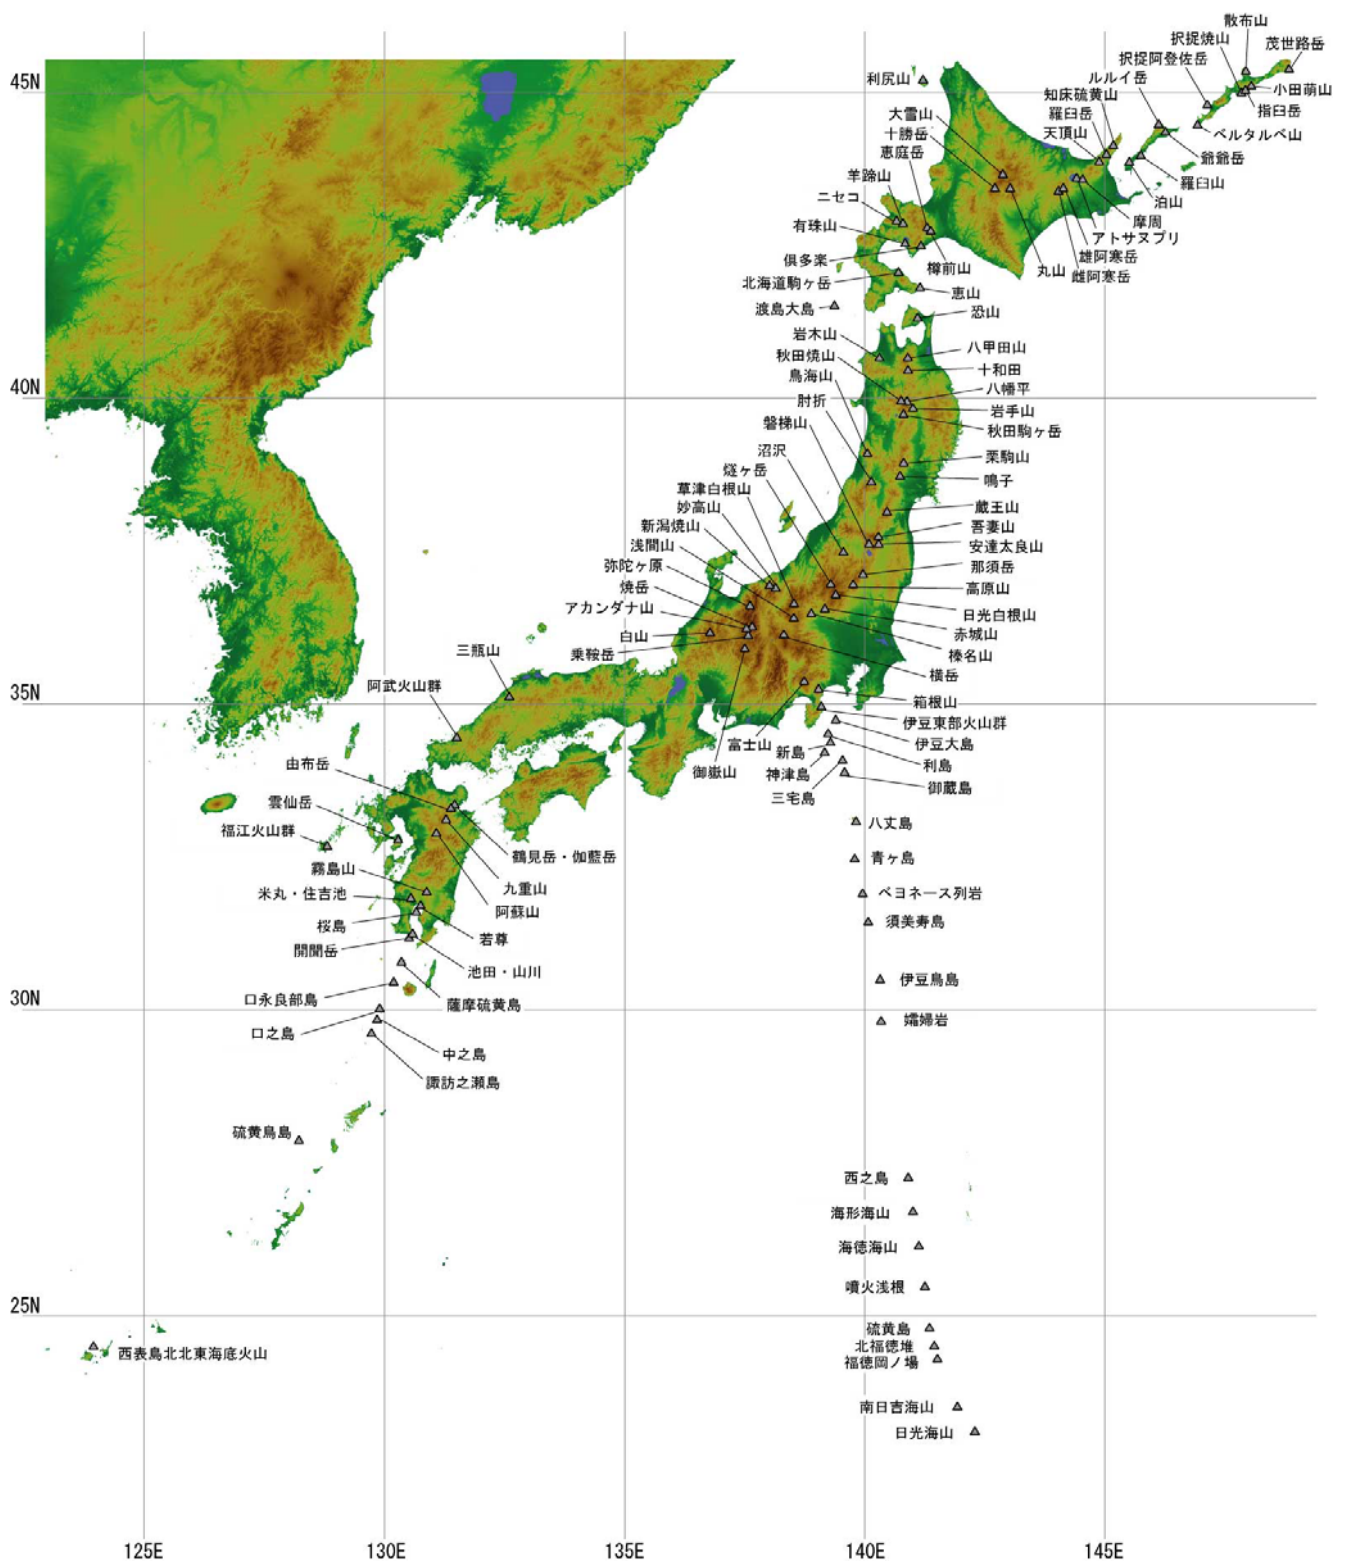 散布山
択捉焼山
茂世路岳
択捉阿登佐岳
ルルイ岳
小田萌山
45N
利尻山
知床硫黄山
指臼岳
大雪山
羅臼岳
十勝岳
天頂山
ベルタルベ山
恵庭岳
爺爺岳
羊蹄山
羅臼山
ニセコ
泊山
有珠山
摩周
アトサヌプリ
倶多楽
雄阿寒岳
樽前山
丸山
雌阿寒岳
北海道駒ヶ岳
恵山
渡島大島
恐山
岩木山
八甲田山
秋田焼山
十和田
鳥海山
40N
八幡平
肘折
岩手山
磐梯山
秋田駒ヶ岳
沼沢
栗駒山
燧ヶ岳
鳴子
草津白根山
妙高山
蔵王山
新潟焼山
吾妻山
浅間山
安達太良山
弥陀ヶ原
那須岳
焼岳
高原山
アカンダナ山
日光白根山
白山
赤城山
乗鞍岳
榛名山
三瓶山
横岳
阿武火山群
35N
箱根山
伊豆東部火山群
富士山
伊豆大島
新島
由布岳
利島
御嶽山
神津島
御蔵島
三宅島
雲仙岳
八丈島
福江火山群
鶴見岳・伽藍岳
青ヶ島
霧島山
九重山
米丸・住吉池
ベヨネース列岩
阿蘇山
桜島
須美寿島
若尊
開聞岳
池田・山川
伊豆鳥島
30N
口永良部島
薩摩硫黄島
孀婦岩
口之島
中之島
諏訪之瀬島
硫黄鳥島
西之島
海形海山
海徳海山
噴火浅根
25N
硫黄島
北福徳堆
西表島北北東海底火山
福徳岡ノ場
南日吉海山
日光海山
125E
130E
135E
140E
145E